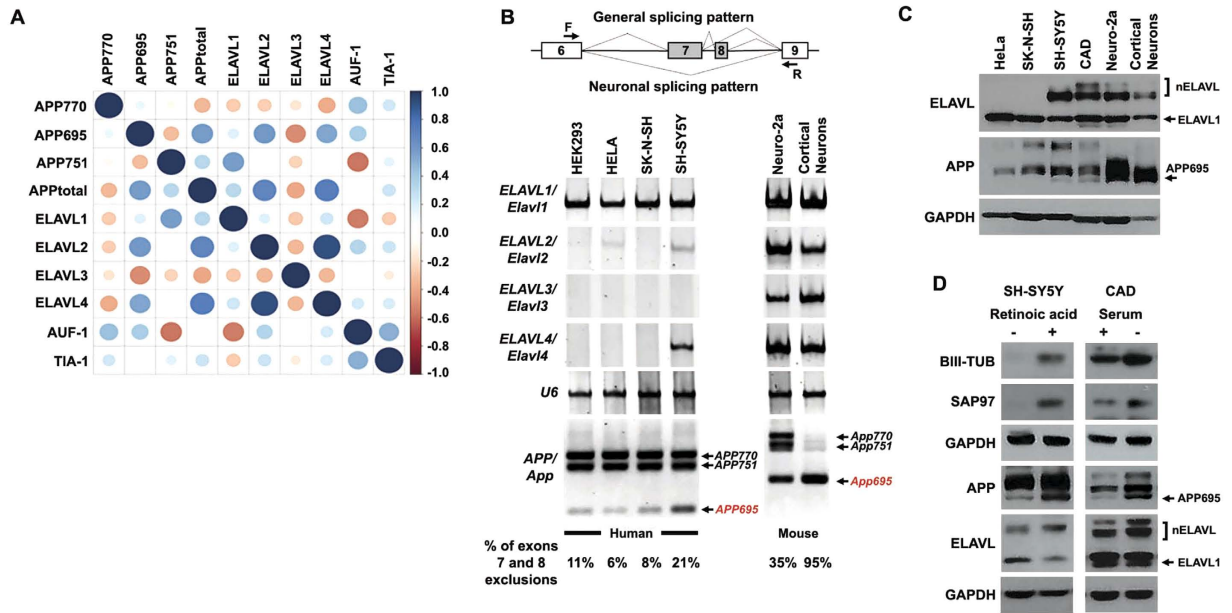 A
APP770
APP695
APP751
APPtotal
ELAVL1
ELAVL2
ELAVL3
ELAVL4
AUF-1
TIA-1
APP770
APP695
APP751
APPtotal
ELAVL1
ELAVL2
ELAVL3
ELAVL4
AUF-1
TIA-1
1.0
0.8
0.6
0.4
0.2
0.0
-0.2
-0.4
-0.6
-0.8
-1.0
B
General splicing pattern
F
6
7
8
9
R
Neuronal splicing pattern
HEK293
HELA
SK-N-SH
SH-SY5Y
Neuro-2a
Cortical
Neurons
ELAVL1/
Elavl1
ELAVL2/
Elavl2
ELAVL3/
Elavl3
ELAVL4/
Elavl4
U6
APP/
App
APP770
APP751
APP695
App770
App751
App695
Human
Mouse
% of exons
7 and 8
exclusions
11% 6% 8% 21% 35% 95%
C
HeLa
SK-N-SH
SH-SY5Y
CAD
Neuro-2a
Cortical
Neurons
ELAVL
nELAVL
ELAVL1
APP
APP695
GAPDH
D
SH-SY5Y CAD
Retinoic acid Serum
- + + -
BIII-TUB
SAP97
GAPDH
APP
APP695
ELAVL
nELAVL
ELAVL1
GAPDH